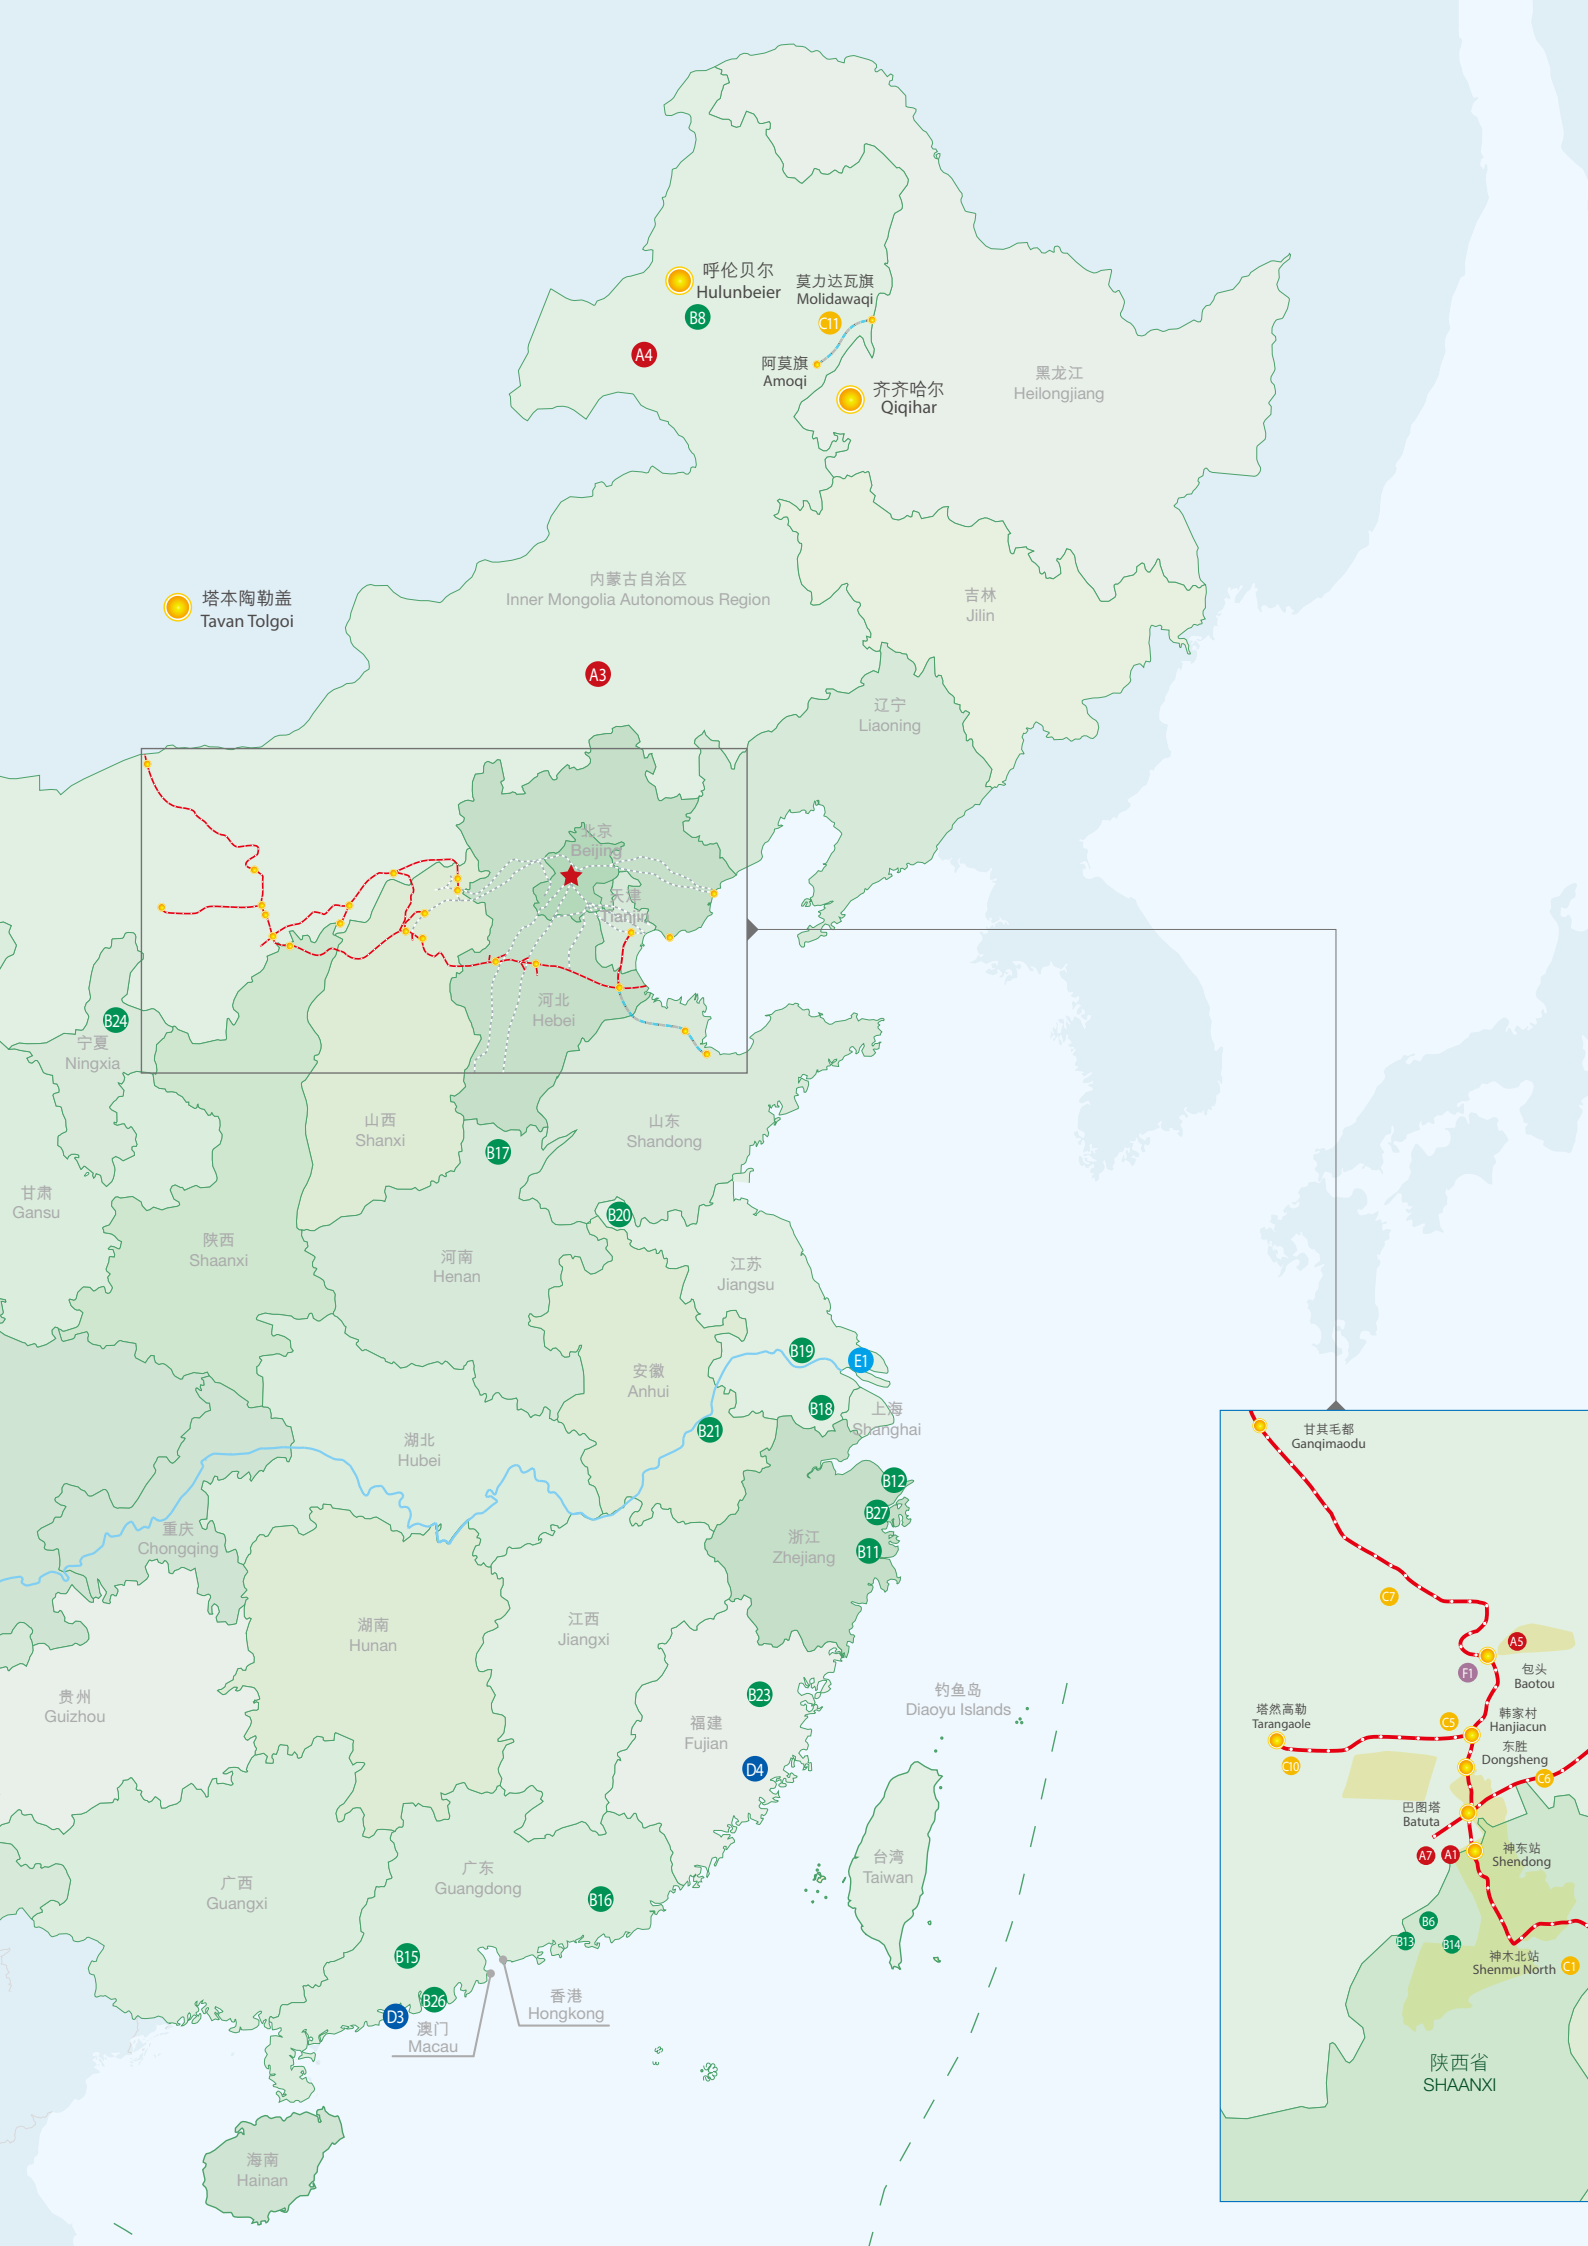 呼伦贝尔
Hulunbeier
B8
A4
莫力达瓦旗
Molidawaqi
C11
阿莫旗
Amoqi
齐齐哈尔
Qiqihar
黑龙江
Heilongjiang
内蒙古自治区
Inner Mongolia Autonomous Region
塔本陶勒盖
Tavan Tolgoi
吉林
Jilin
A3
辽宁
Liaoning
北京
Beijing
天津
Tianjin
河北
Hebei
B24
宁夏
Ningxia
山西
Shanxi
B17
山东
Shandong
甘肃
Gansu
B20
陕西
Shaanxi
河南
Henan
江苏
Jiangsu
B19
E1
安徽
Anhui
B18
上海
Shanghai
B21
湖北
Hubei
B12
B27
重庆
Chongqing
浙江
Zhejiang
B11
湖南
Hunan
江西
Jiangxi
贵州
Guizhou
B23
福建
Fujian
D4
钓鱼岛
Diaoyu Islands
台湾
Taiwan
广西
Guangxi
广东
Guangdong
B16
B15
B26
D3
澳门
Macau
香港
Hongkong
海南
Hainan
甘其毛都
Ganqimaodu
C7
A5
F1
包头
Baotou
塔然高勒
Tarangaole
C5
韩家村
Hanjiacun
C10
东胜
Dongsheng
C6
巴图塔
Batuta
A7
A1
神东站
Shendong
B6
B13
B14
神木北站
Shenmu North
C1
陕西省
SHAANXI